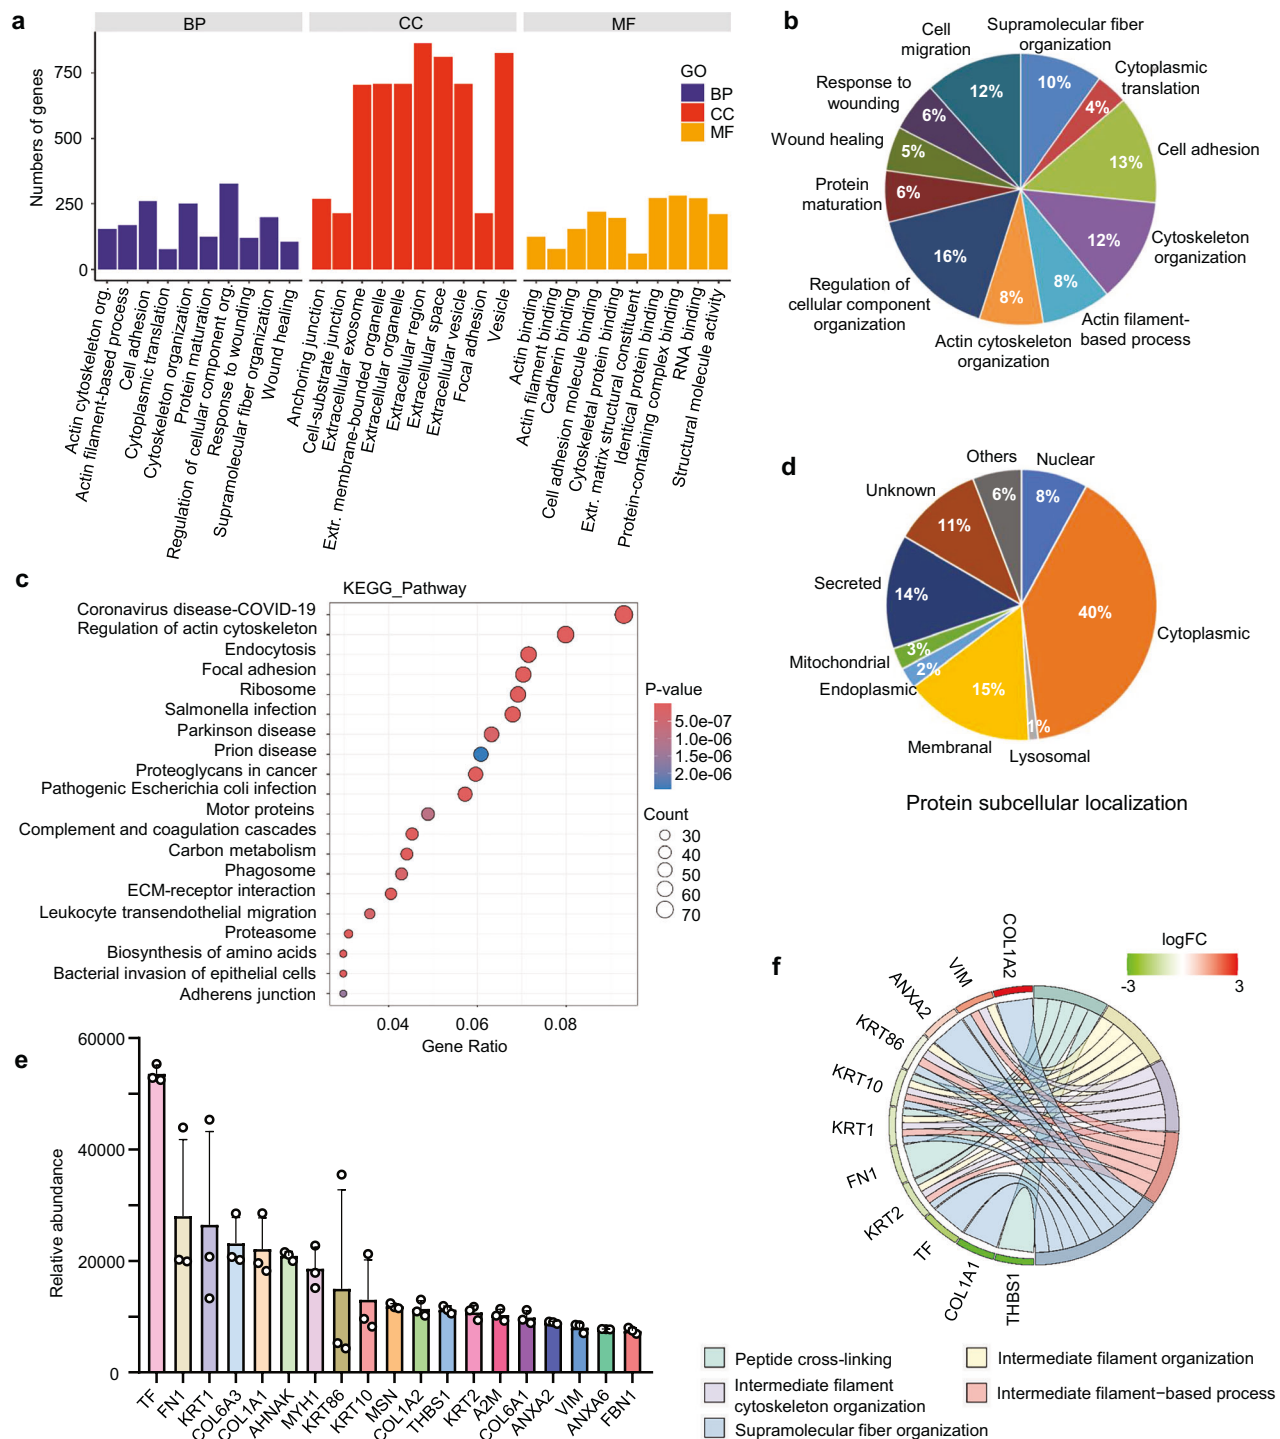 a
BP
CC
MF
Numbers of genes
750
500
250
0
GO
BP
CC
MF
Actin cytoskeleton org.
Actin filament-based process
Cell adhesion
Cytoplasmic translation
Cytoskeleton organization
Protein maturation
Regulation of cellular component org.
Response to wounding
Supramolecular fiber organization
Wound healing
Anchoring junction
Cell-substrate junction
Extracellular exosome
Extr. membrane-bounded organelle
Extracellular organelle
Extracellular region
Extracellular space
Extracellular vesicle
Focal adhesion
Vesicle
Actin binding
Actin filament binding
Cadherin binding
Cell adhesion molecule binding
Cytoskeletal protein binding
Extr. matrix structural constituent
Identical protein binding
Protein-containing complex binding
RNA binding
Structural molecule activity
b
Cell
migration
Supramolecular fiber
organization
Cytoplasmic
translation
Response to
wounding
Wound healing
Cell adhesion
Protein
maturation
Cytoskeleton
organization
Regulation of
cellular component
organization
Actin cytoskeleton
organization
Actin filament-
based process
12%
10%
4%
6%
13%
5%
6%
12%
16%
8%
8%
c
KEGG_Pathway
Coronavirus disease-COVID-19
Regulation of actin cytoskeleton
Endocytosis
Focal adhesion
Ribosome
Salmonella infection
Parkinson disease
Prion disease
Proteoglycans in cancer
Pathogenic Escherichia coli infection
Motor proteins
Complement and coagulation cascades
Carbon metabolism
Phagosome
ECM-receptor interaction
Leukocyte transendothelial migration
Proteasome
Biosynthesis of amino acids
Bacterial invasion of epithelial cells
Adherens junction
0.04
0.06
0.08
Gene Ratio
P-value
5.0e-07
1.0e-06
1.5e-06
2.0e-06
Count
30
40
50
60
70
d
Others
Nuclear
Unknown
Secreted
Cytoplasmic
Mitochondrial
Endoplasmic
Membranal
Lysosomal
6%
8%
11%
14%
40%
3%
2%
15%
1%
Protein subcellular localization
e
Relative abundance
60000
40000
20000
0
TF
FN1
KRT1
COL6A3
COL1A1
AHNAK
MYH1
KRT86
KRT10
MSN
COL1A2
THBS1
KRT2
A2M
COL6A1
ANXA2
VIM
ANXA6
FBN1
f
logFC
-3
3
COL1A2
VIM
ANXA2
KRT86
KRT10
KRT1
FN1
KRT2
TF
COL1A1
THBS1
Peptide cross-linking
Intermediate filament organization
Intermediate filament
cytoskeleton organization
Intermediate filament−based process
Supramolecular fiber organization